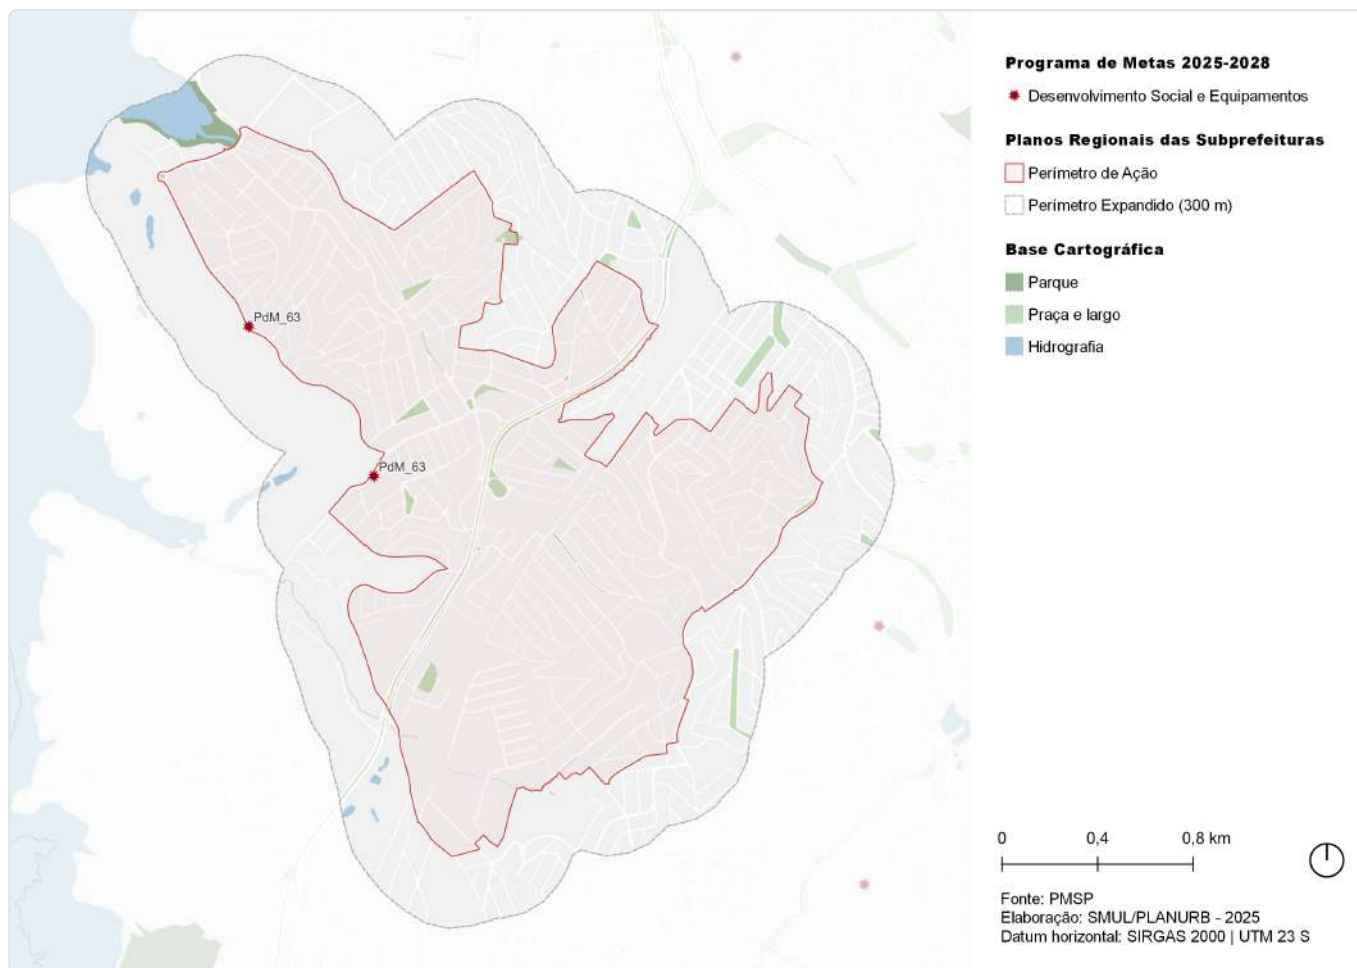 Programa de Metas 2025-2028
Desenvolvimento Social e Equipamentos
Planos Regionais das Subprefeituras
Perímetro de Ação
Perímetro Expandido (300 m)
Base Cartográfica
Parque
Praça e largo
Hidrografia
PdM_63
PdM_63
0 0,4 0,8 km
Fonte: PMSP
Elaboração: SMUL/PLANURB - 2025
Datum horizontal: SIRGAS 2000 | UTM 23 S